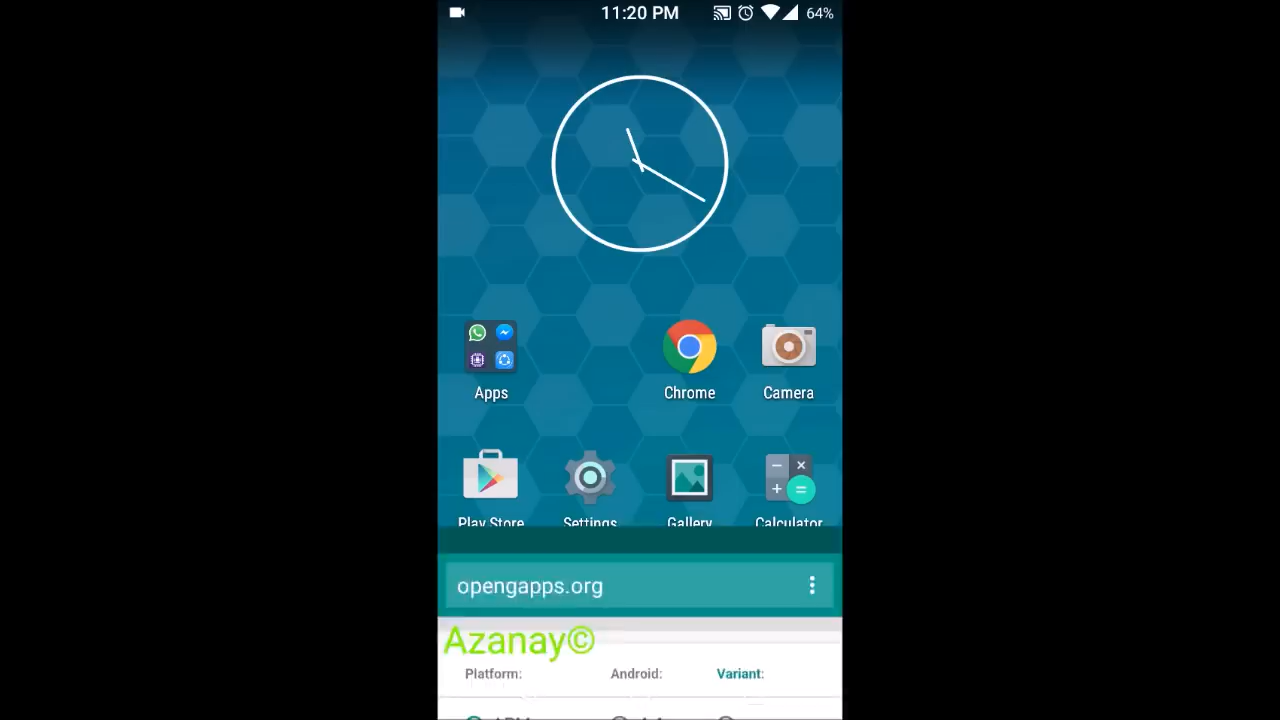 11:20 PM 64%
Apps Chrome Camera
Play Store Settings Gallery Calculator
opengapps.org
Azanay©
Platform: Android: Variant: